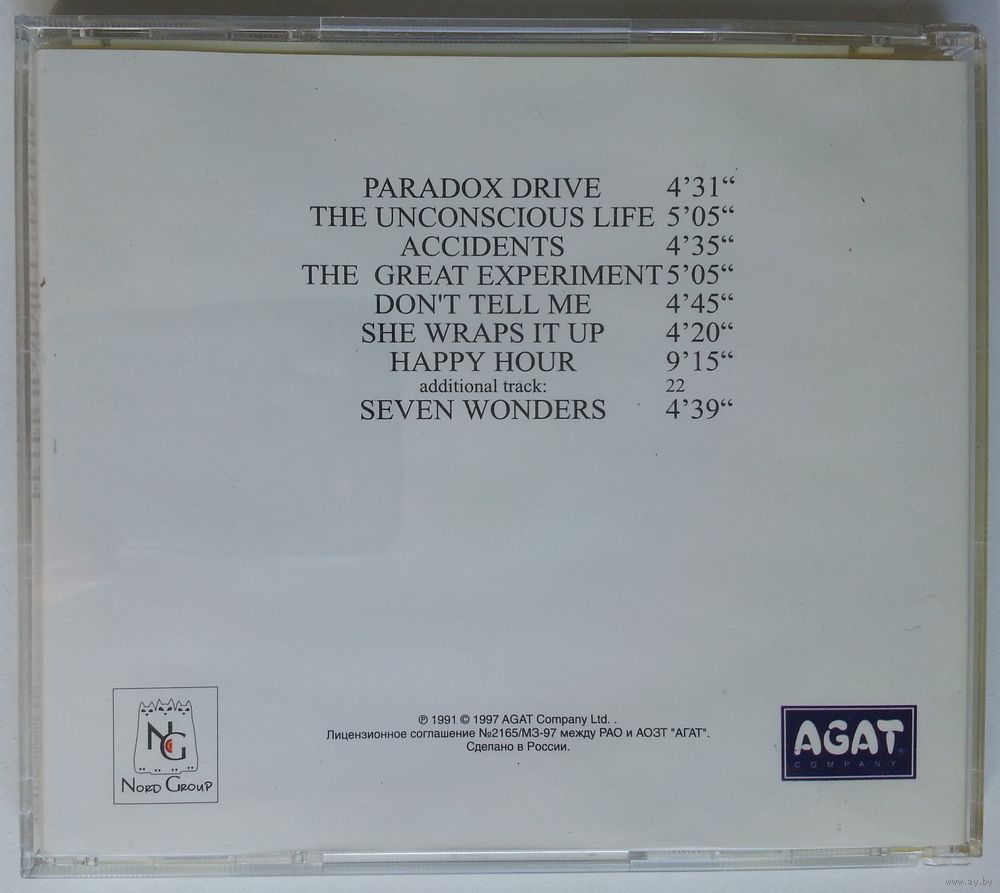 PARADOX DRIVE 4’31“
THE UNCONSCIOUS LIFE 5’05“
ACCIDENTS 4’35“
THE GREAT EXPERIMENT 5’05“
DON'T TELL ME 4’45“
SHE WRAPS IT UP 4’20“
HAPPY HOUR 9’15“
additional track: 22
SEVEN WONDERS 4’39“
NG
NORD GROUP
℗ 1991 © 1997 AGAT Company Ltd. .
Лицензионное соглашение №2165/МЗ-97 между РАО и АОЗТ "АГАТ".
Сделано в России.
AGAT®
COMPANY
www.ay.by